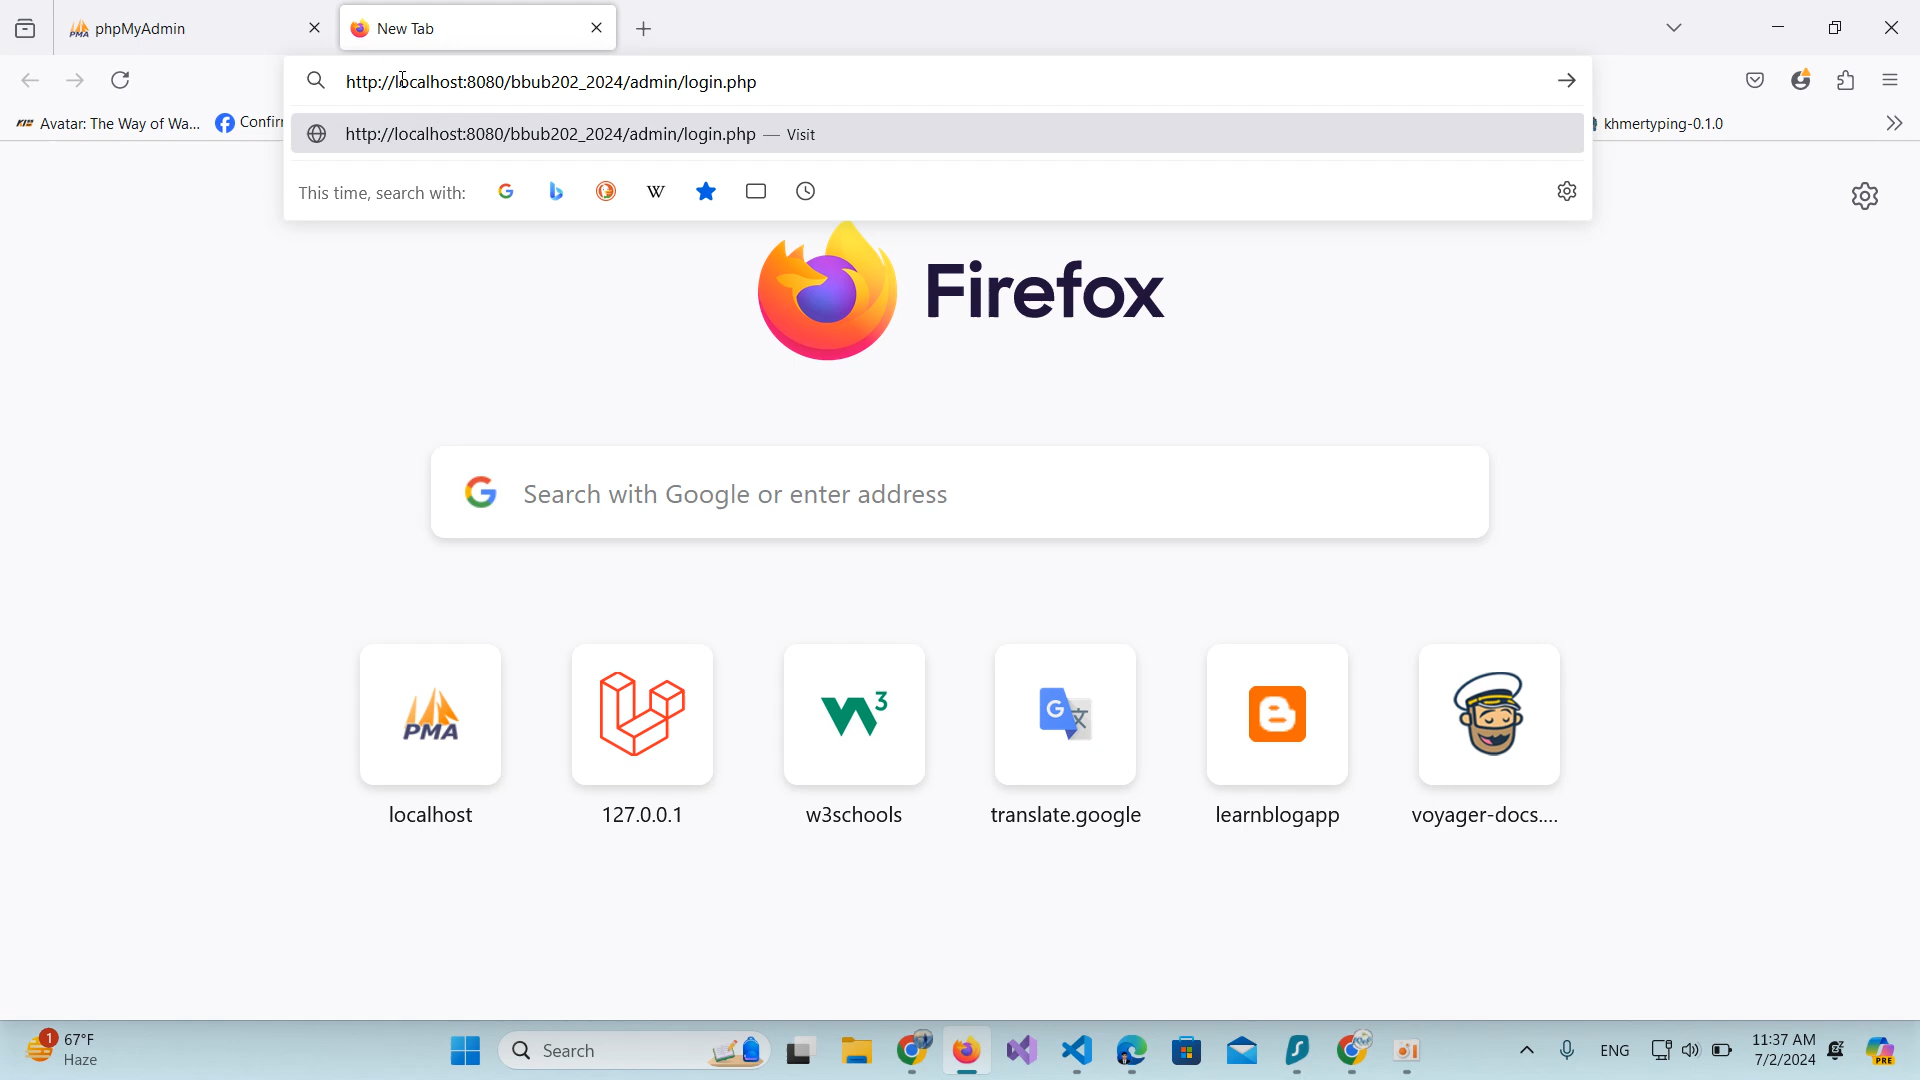 phpMyAdmin
New Tab
http://localhost:8080/bbub202_2024/admin/login.php
Avatar: The Way of Wa...
Confirm
khmertyping-0.1.0
http://localhost:8080/bbub202_2024/admin/login.php — Visit
This time, search with:
Firefox
Search with Google or enter address
PMA
localhost
127.0.0.1
w3schools
translate.google
learnblogapp
voyager-docs....
1
67°F
Haze
Search
ENG
11:37 AM
7/2/2024
PRE